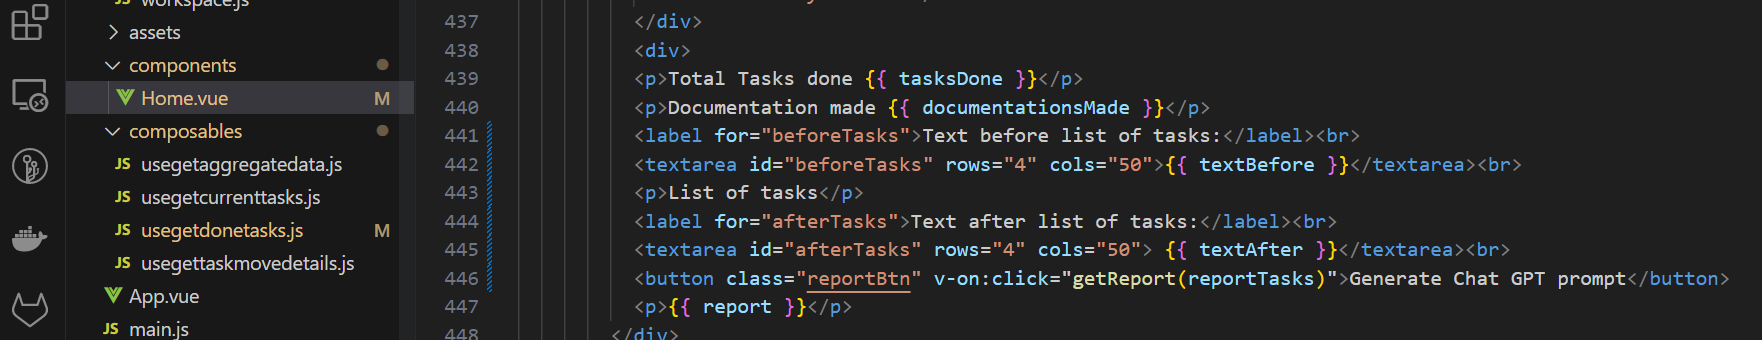 workspace.js
assets
components
Home.vue M
composables
JS usegetaggregatedata.js
JS usegetcurrenttasks.js
JS usegetdonetasks.js M
JS usegettaskmovedetails.js
App.vue
JS main.js
437 </div>
438 <div>
439 <p>Total Tasks done {{ tasksDone }}</p>
440 <p>Documentation made {{ documentationsMade }}</p>
441 <label for="beforeTasks">Text before list of tasks:</label><br>
442 <textarea id="beforeTasks" rows="4" cols="50">{{ textBefore }}</textarea><br>
443 <p>List of tasks</p>
444 <label for="afterTasks">Text after list of tasks:</label><br>
445 <textarea id="afterTasks" rows="4" cols="50"> {{ textAfter }}</textarea><br>
446 <button class="reportBtn" v-on:click="getReport(reportTasks)">Generate Chat GPT prompt</button>
447 <p>{{ report }}</p>
448 </div>